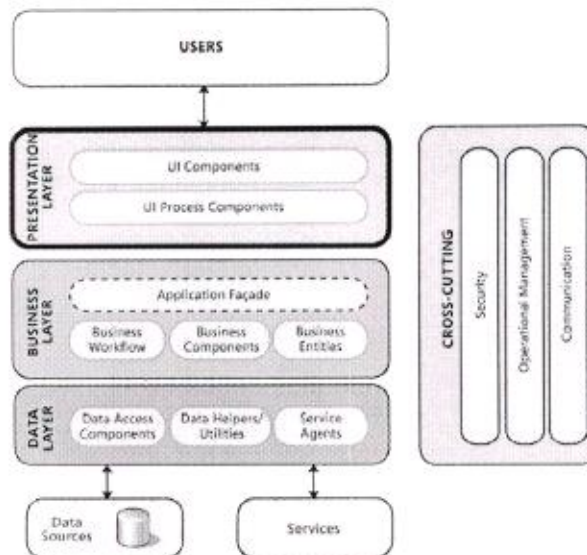 USERS
PRESENTATION
LAYER
UI Components
UI Process Components
BUSINESS
LAYER
Application Façade
Business
Workflow
Business
Components
Business
Entities
DATA
LAYER
Data Access
Components
Data Helpers/
Utilities
Service
Agents
Data
Sources
Services
CROSS-CUTTING
Security
Operational Management
Communication